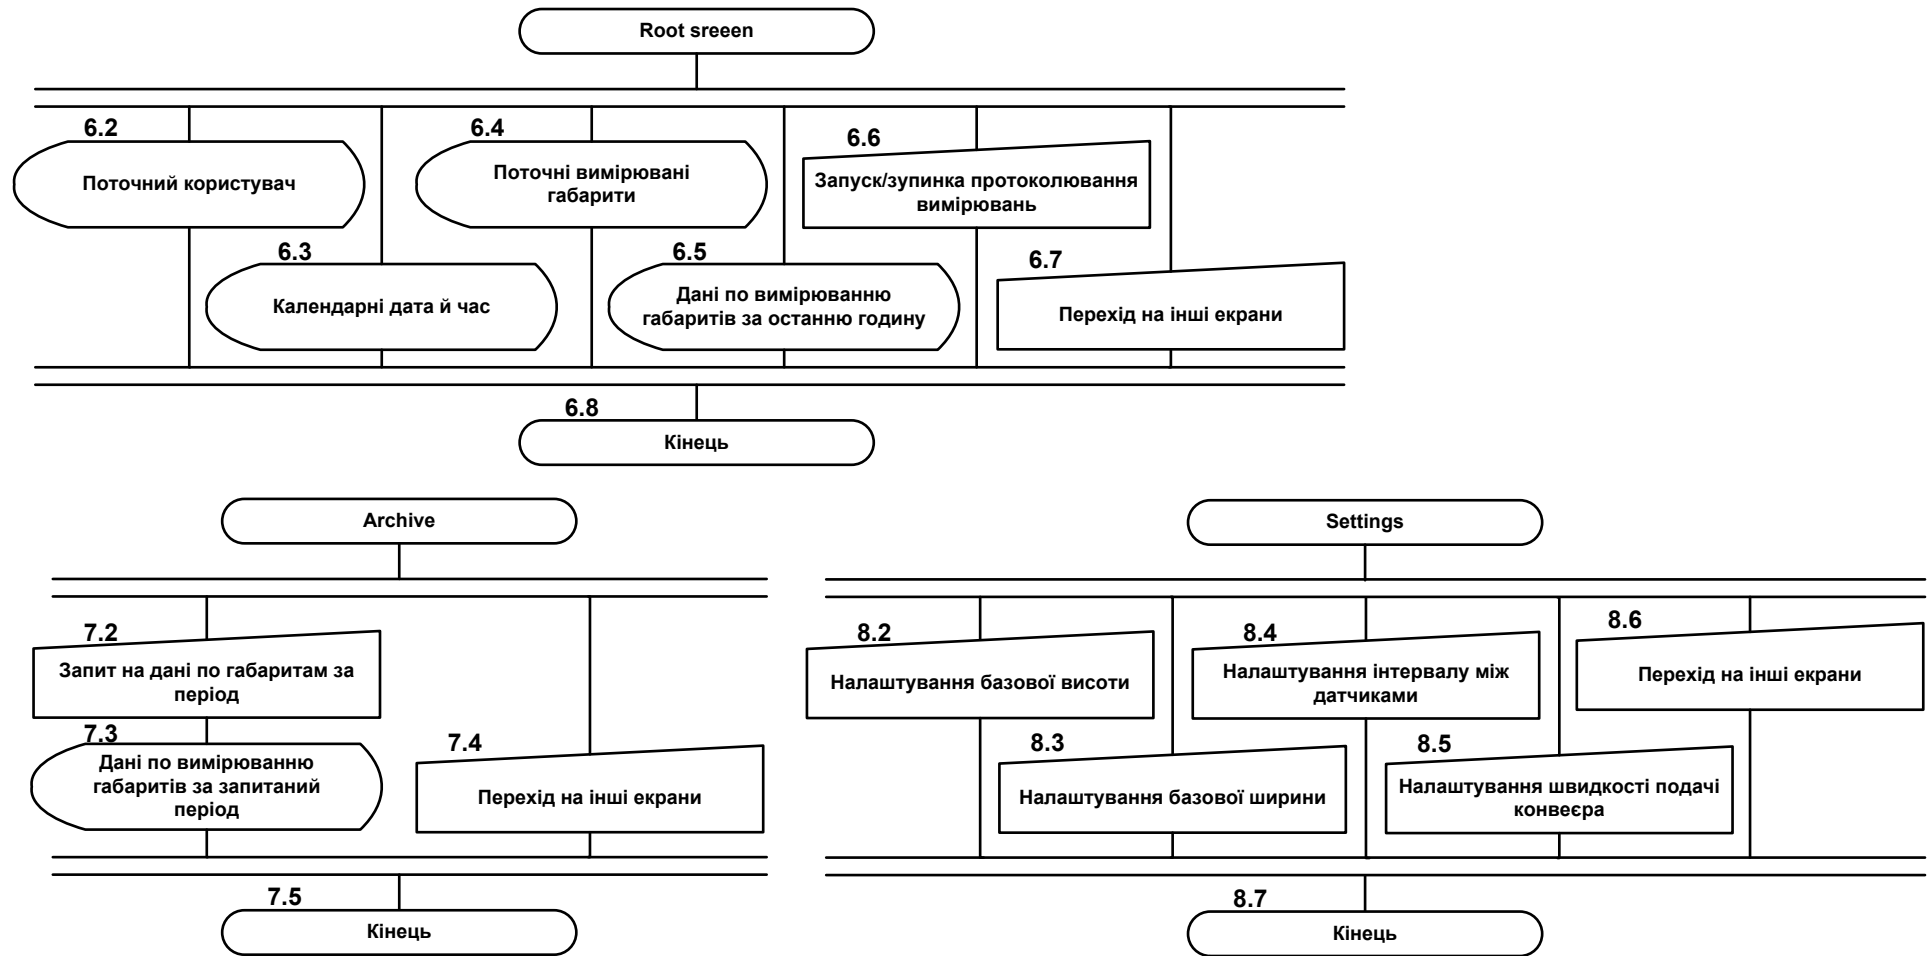 Root sreeen
6.2
Поточний користувач
6.3
Календарні дата й час
6.4
Поточні вимірювані
габарити
6.5
Дані по вимірюванню
габаритів за останню годину
6.6
Запуск/зупинка протоколювання
вимірювань
6.7
Перехід на інші екрани
6.8
Кінець
Archive
7.2
Запит на дані по габаритам за
період
7.3
Дані по вимірюванню
габаритів за запитаний
період
7.4
Перехід на інші екрани
7.5
Кінець
Settings
8.2
Налаштування базової висоти
8.3
Налаштування базової ширини
8.4
Налаштування інтервалу між
датчиками
8.5
Налаштування швидкості подачі
конвеєра
8.6
Перехід на інші екрани
8.7
Кінець